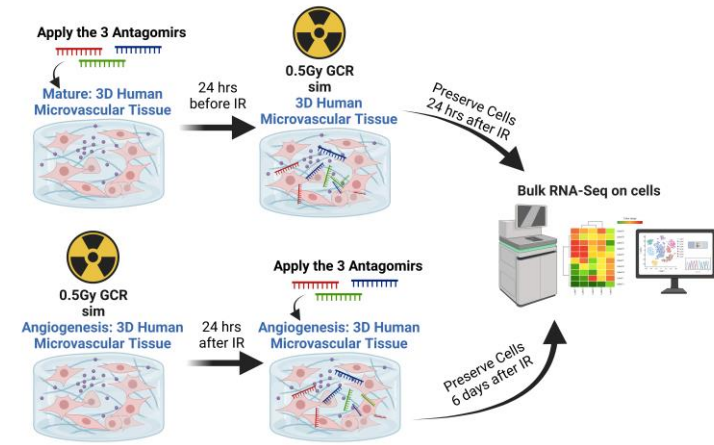 Apply the 3 Antagomirs
Mature: 3D Human
Microvascular Tissue
24 hrs
before IR
0.5Gy GCR
sim
3D Human
Microvascular Tissue
Preserve Cells
24 hrs after IR
Bulk RNA-Seq on cells
0.5Gy GCR
sim
Angiogenesis: 3D Human
Microvascular Tissue
24 hrs
after IR
Apply the 3 Antagomirs
Angiogenesis: 3D Human
Microvascular Tissue
Preserve Cells
6 days after IR